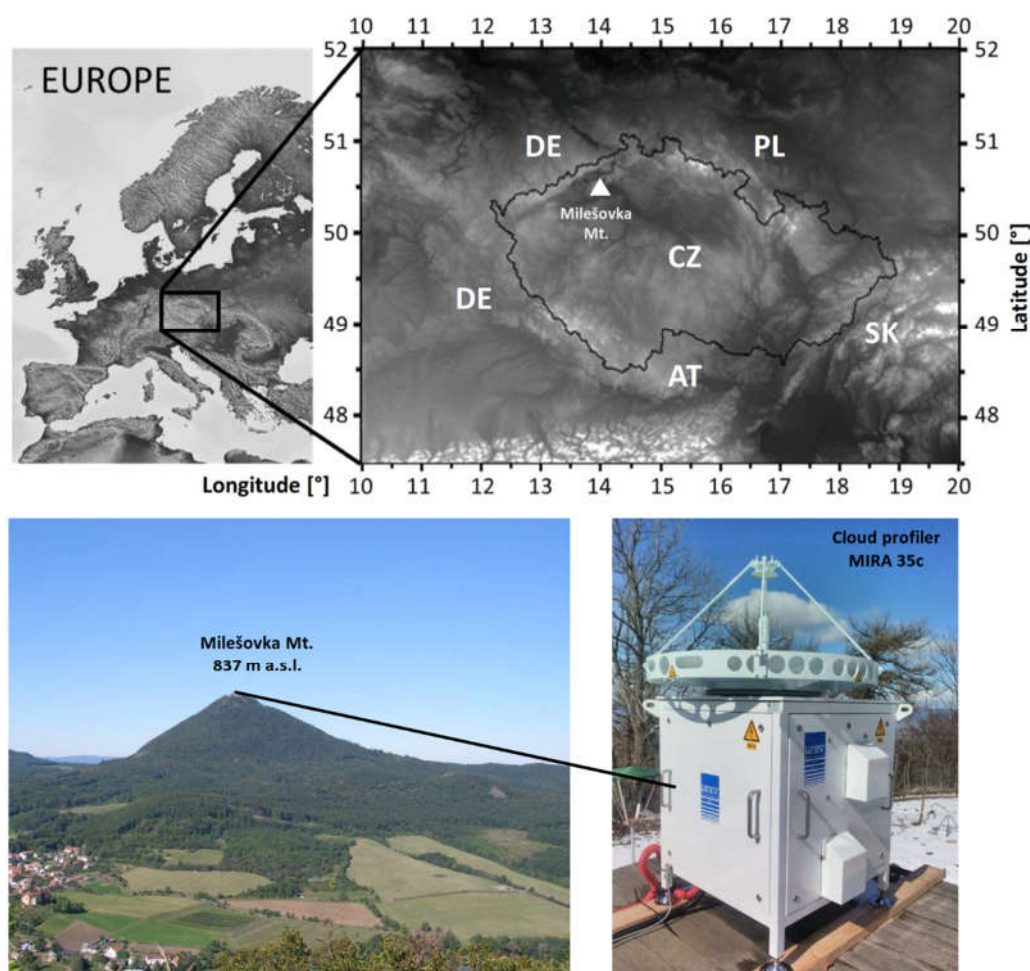 EUROPE
10 11 12 13 14 15 16 17 18 19 20
52
51
50
49
48
52
51
50
49
48
Latitude [°]
DE
PL
Milešovka
Mt.
CZ
DE
SK
AT
10 11 12 13 14 15 16 17 18 19 20
Longitude [°]
Milešovka Mt.
837 m a.s.l.
Cloud profiler
MIRA 35c